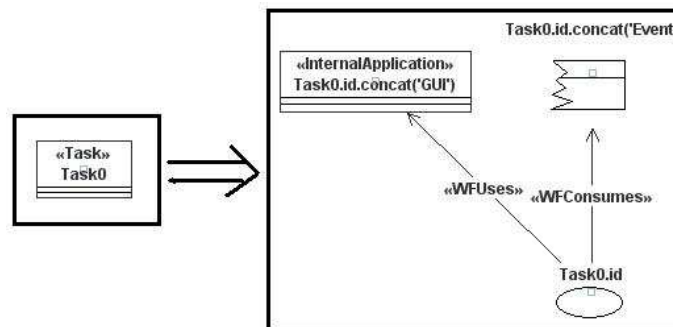 Task0.id.concat('Event
«InternalApplication»
Task0.id.concat('GUI')
«Task»
Task0
«WFUses»
«WFConsumes»
Task0.id